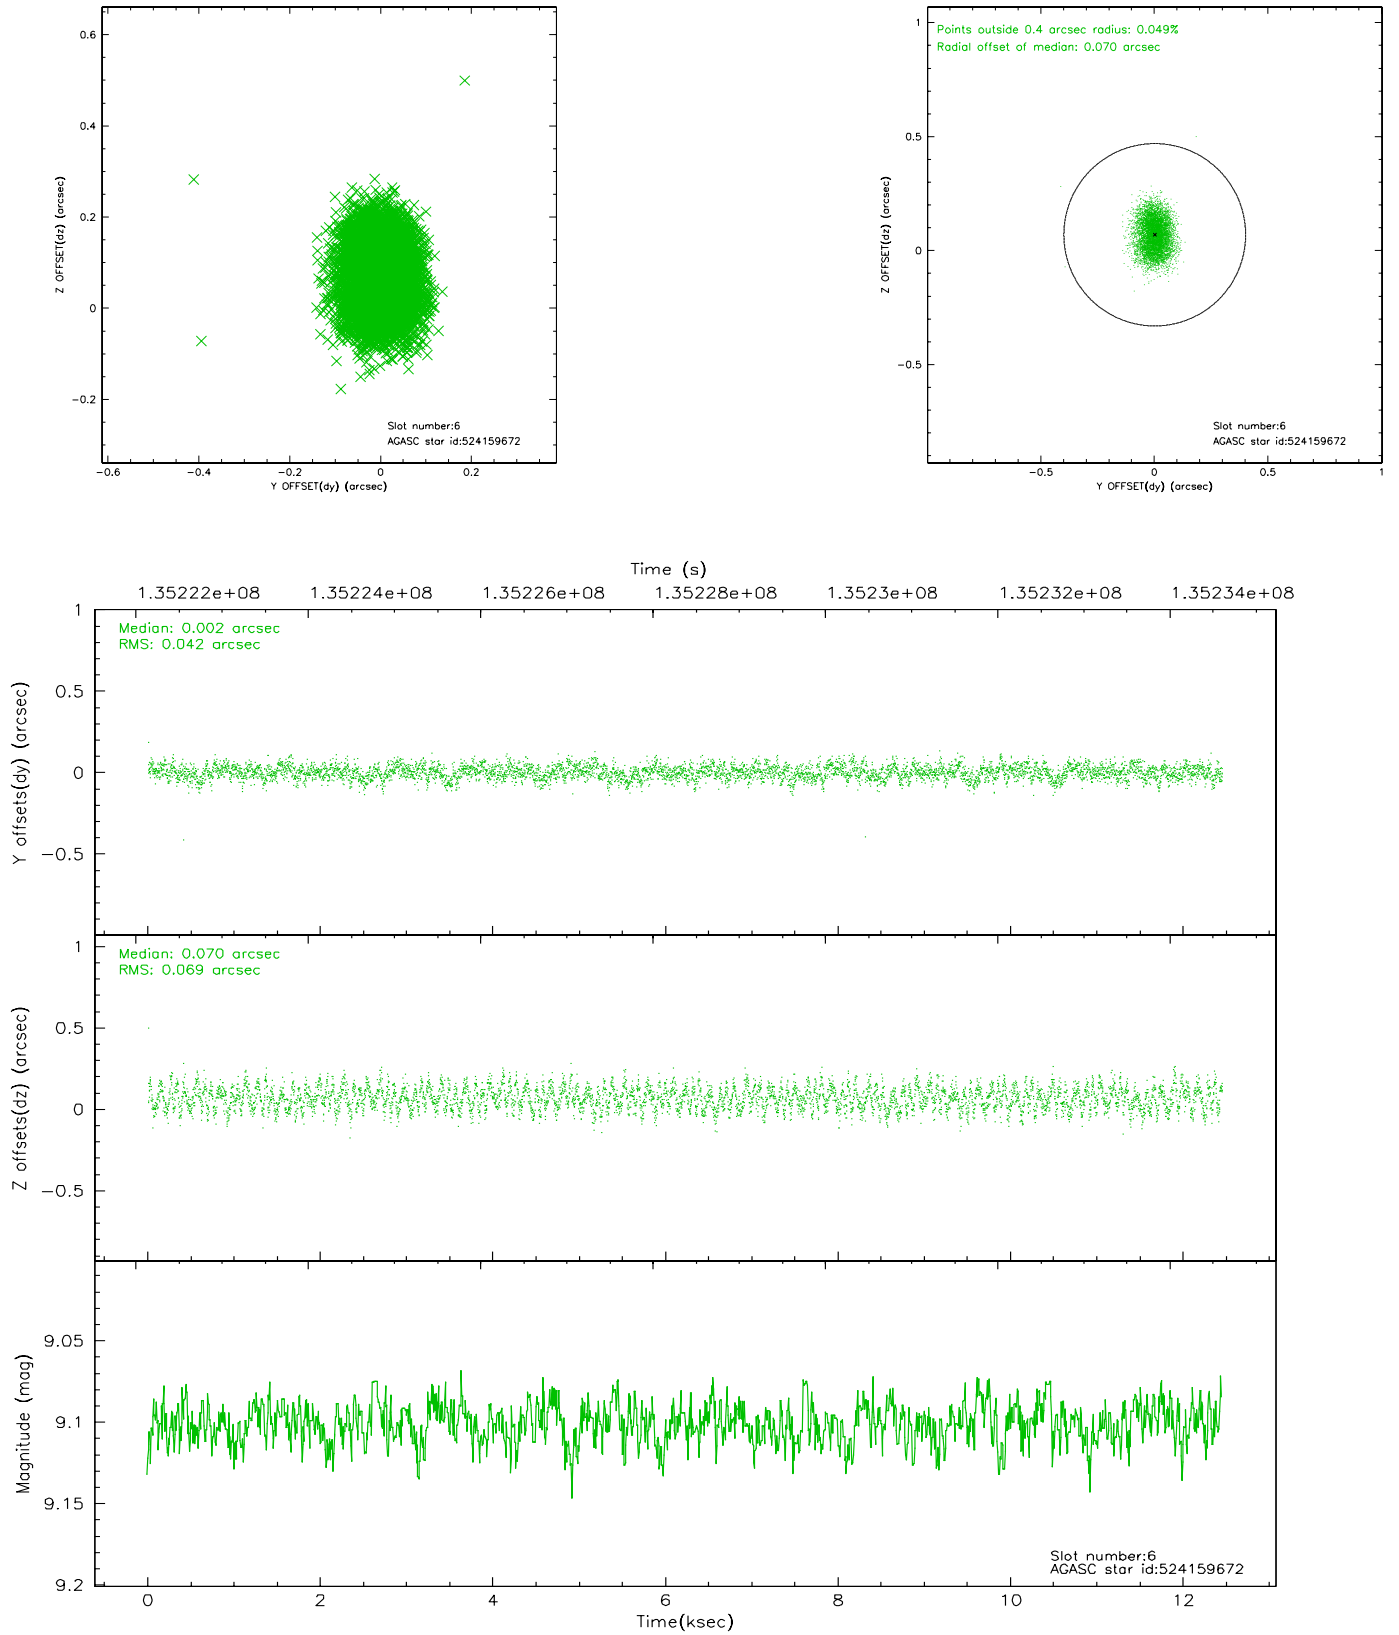 0.6
0.4
0.2
0
-0.2
Z OFFSET(dz) (arcsec)
Slot number:6
AGASC star id:524159672
-0.6 -0.4 -0.2 0 0.2
Y OFFSET(dy) (arcsec)
Points outside 0.4 arcsec radius: 0.049%
Radial offset of median: 0.070 arcsec
1
0.5
0
-0.5
Z OFFSET(dz) (arcsec)
Slot number:6
AGASC star id:524159672
-0.5 0 0.5 1
Y OFFSET(dy) (arcsec)
Time (s)
1.35222e+08 1.35224e+08 1.35226e+08 1.35228e+08 1.3523e+08 1.35232e+08 1.35234e+08
Median: 0.002 arcsec
RMS: 0.042 arcsec
1
0.5
0
-0.5
Y offsets(dy) (arcsec)
Median: 0.070 arcsec
RMS: 0.069 arcsec
1
0.5
0
-0.5
Z offsets(dz) (arcsec)
9.05
9.1
9.15
9.2
Magnitude (mag)
Slot number:6
AGASC star id:524159672
0 2 4 6 8 10 12
Time(ksec)